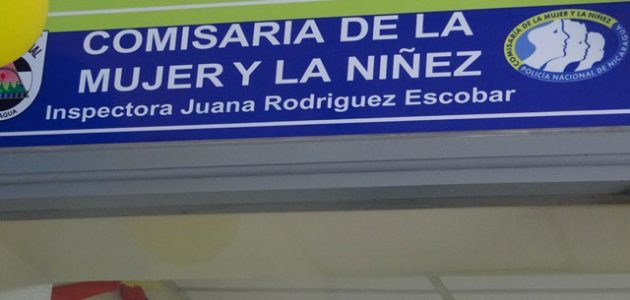 COMISARIA DE LA
MUJER Y LA NIÑEZ
Inspectora Juana Rodriguez Escobar
COMISARIA DE LA MUJER Y LA NIÑEZ
POLICÍA NACIONAL DE NICARAGUA